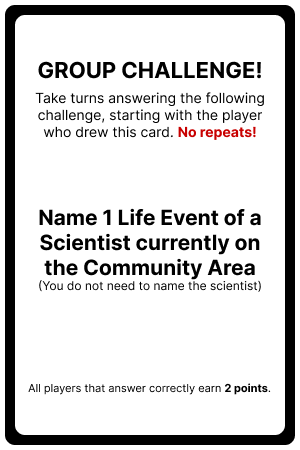 GROUP CHALLENGE!
Take turns answering the following
challenge, starting with the player
who drew this card. No repeats!
Name 1 Life Event of a
Scientist currently on
the Community Area
(You do not need to name the scientist)
All players that answer correctly earn 2 points.